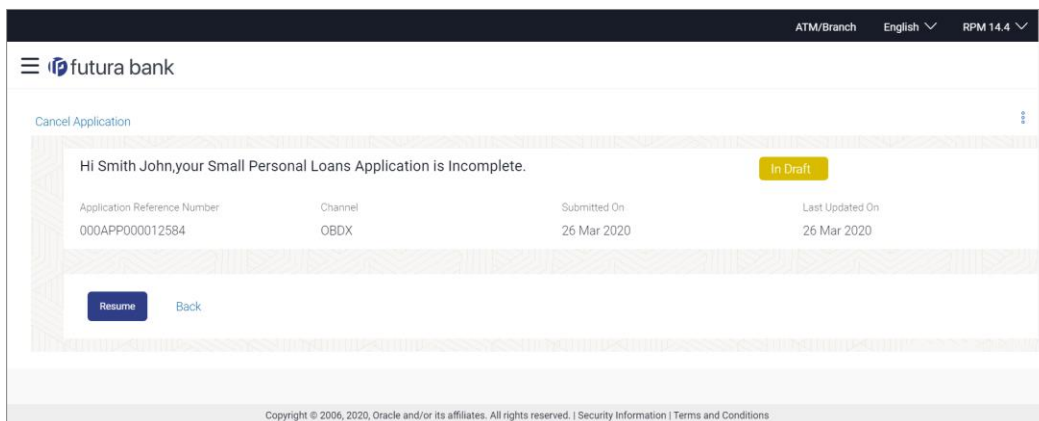 ATM/Branch English RPM 14.4
futura bank
Cancel Application
Hi Smith John,your Small Personal Loans Application is Incomplete. In Draft
Application Reference Number Channel Submitted On Last Updated On
000APP000012584 OBDX 26 Mar 2020 26 Mar 2020
Resume Back
Copyright © 2006, 2020, Oracle and/or its affiliates. All rights reserved. | Security Information | Terms and Conditions